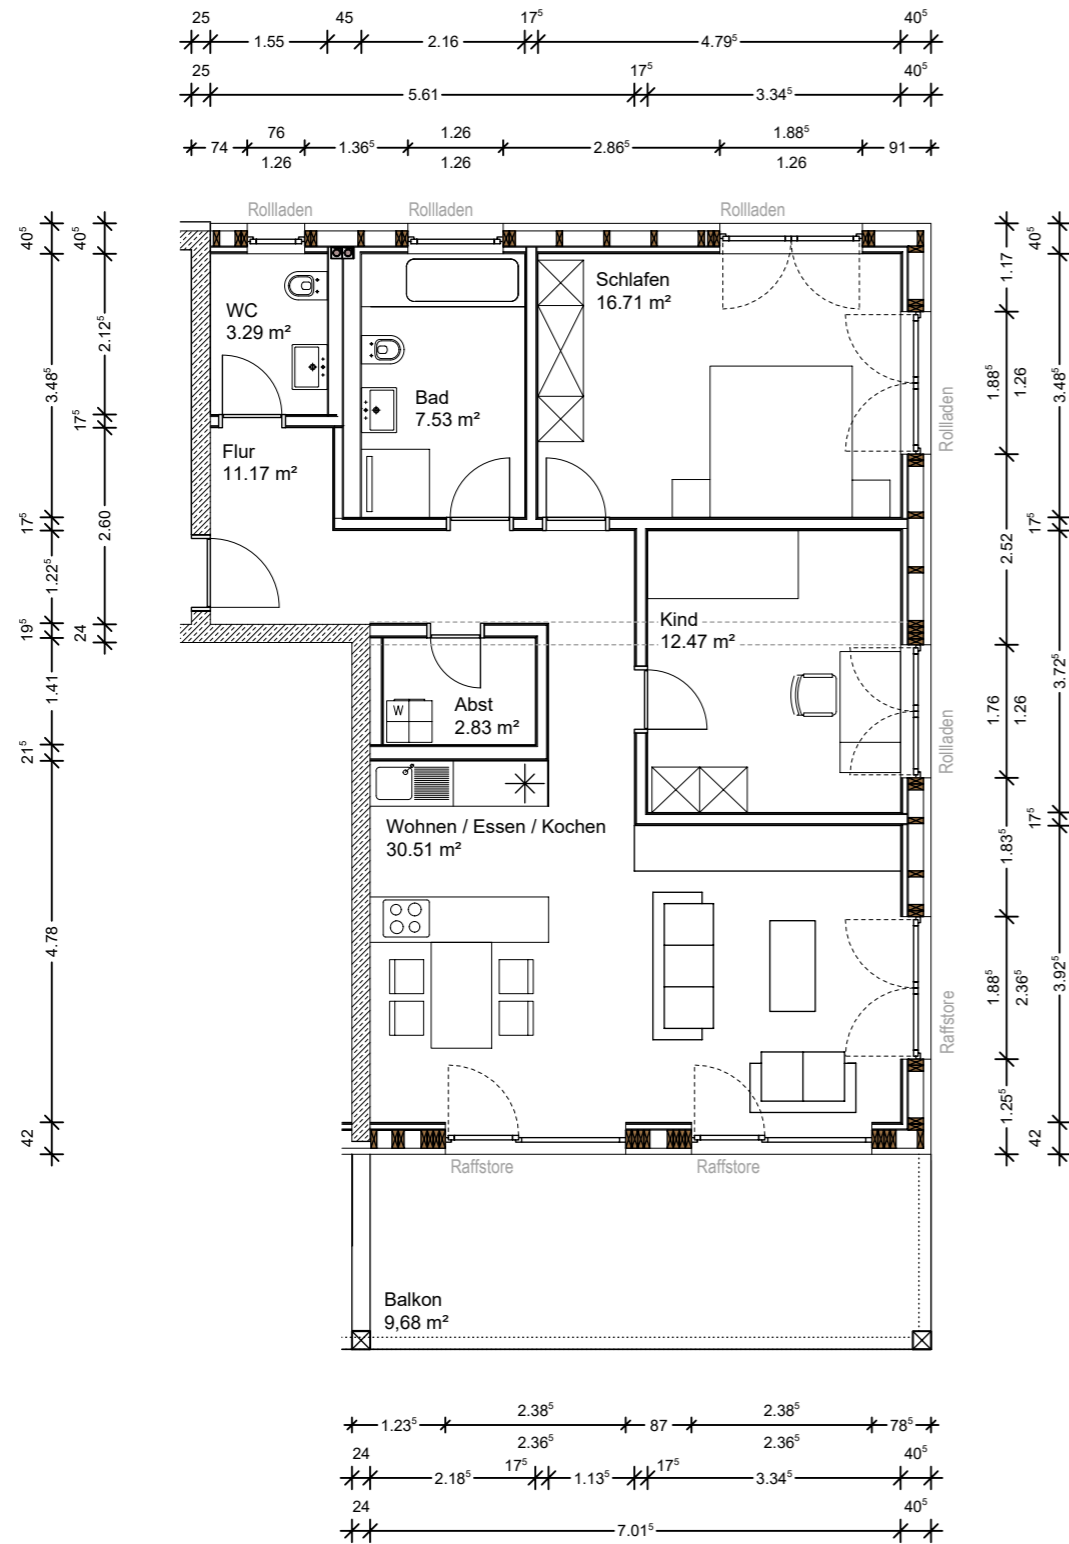 25 45 17⁵ 40⁵
1.55 2.16 4.79⁵
25 17⁵ 40⁵
5.61 3.34⁵
76 1.26 1.88⁵
74 1.36⁵ 2.86⁵ 91
1.26 1.26 1.26
Rollladen Rollladen Rollladen
40⁵ 3.48⁵ 17⁵ 1.22⁵ 19⁵ 1.41 21⁵ 4.78 42
40⁵ 2.12⁵ 17⁵ 2.60 24
WC
3.29 m²
Bad
7.53 m²
Schlafen
16.71 m²
Flur
11.17 m²
Kind
12.47 m²
Abst
2.83 m²
W
Wohnen / Essen / Kochen
30.51 m²
Rollladen
Rollladen
Raffstore
1.17 1.88⁵ 2.52 1.76 1.83⁵ 1.88⁵ 1.25⁵
1.26 1.26 2.36⁵
40⁵ 3.48⁵ 17⁵ 3.72⁵ 17⁵ 3.92⁵ 42
Raffstore Raffstore
Balkon
9,68 m²
2.38⁵ 2.38⁵
1.23⁵ 87 78⁵
2.36⁵ 2.36⁵
24 17⁵ 17⁵ 40⁵
2.18⁵ 1.13⁵ 3.34⁵
24 40⁵
7.01⁵